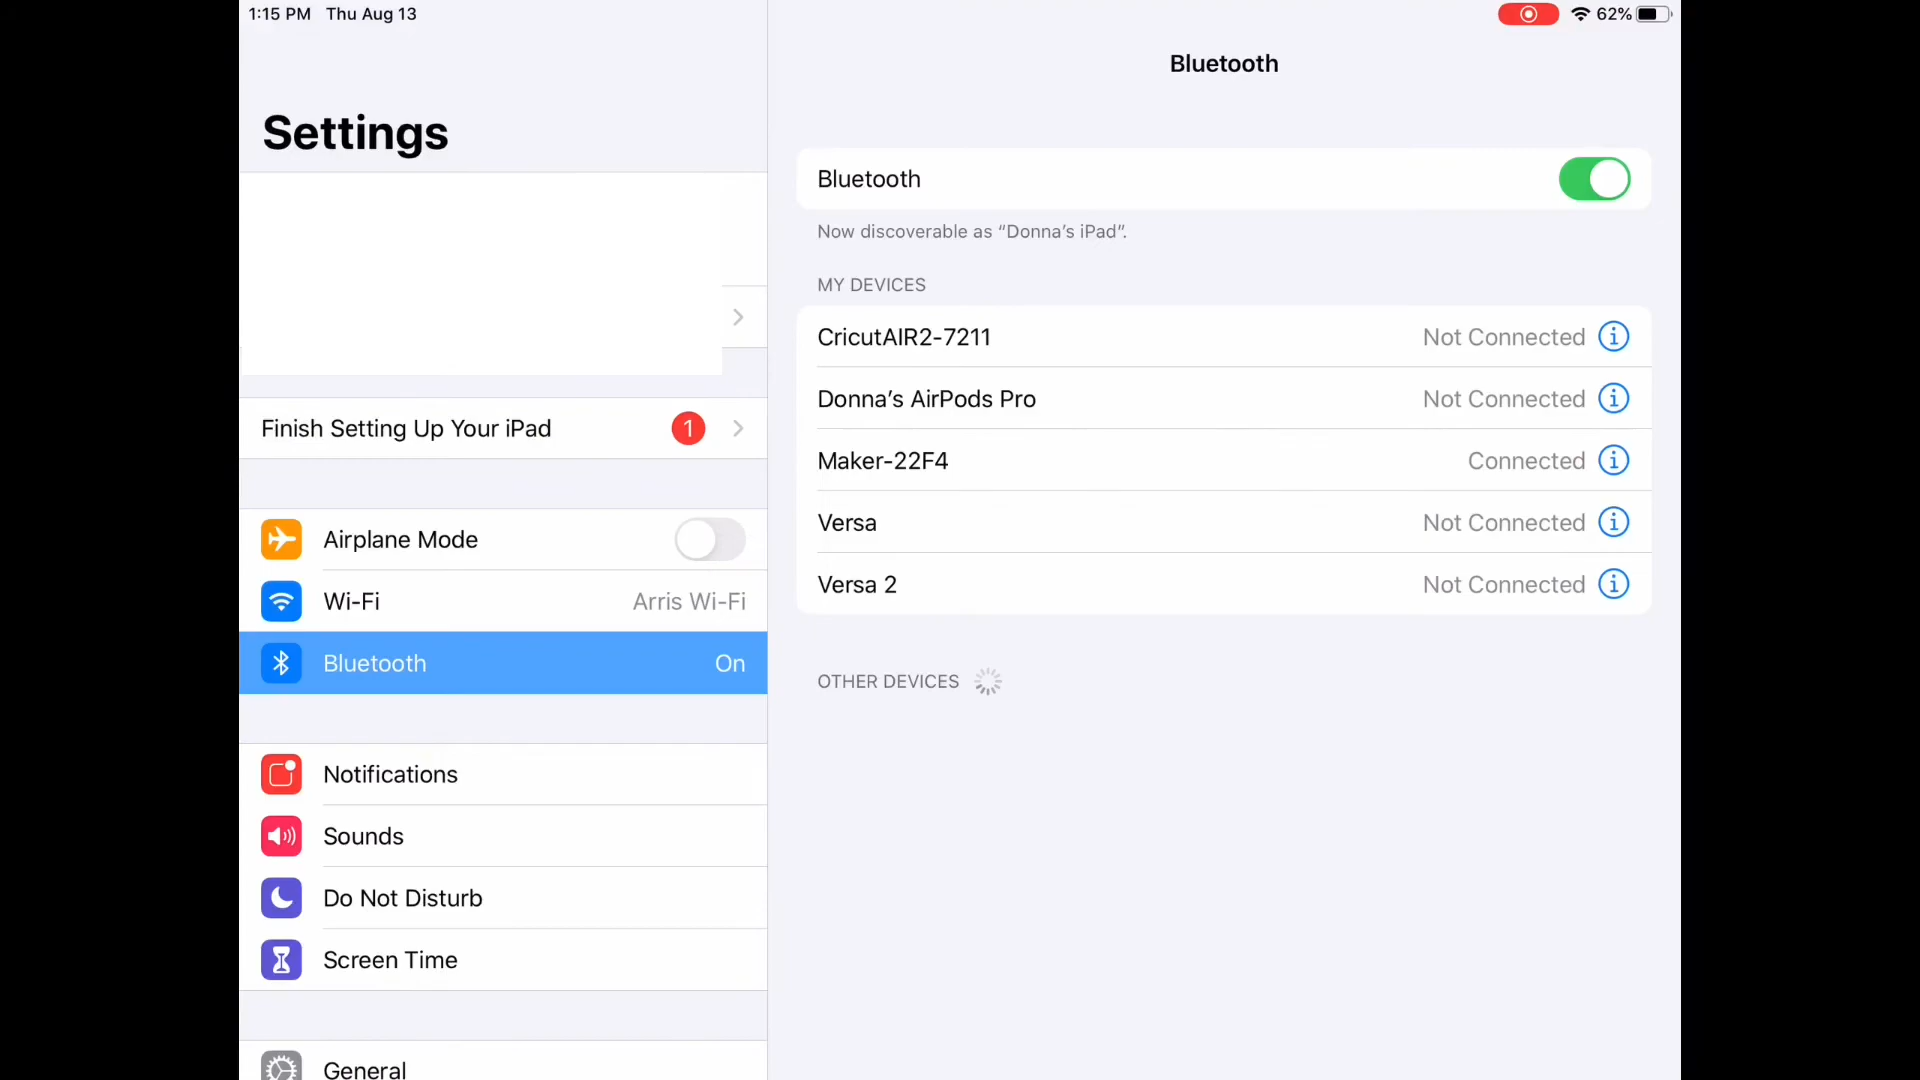 1:15 PM Thu Aug 13
62%
Settings
Finish Setting Up Your iPad 1
Airplane Mode
Wi-Fi Arris Wi-Fi
Bluetooth On
Notifications
Sounds
Do Not Disturb
Screen Time
General
Bluetooth
Bluetooth
Now discoverable as “Donna’s iPad”.
MY DEVICES
CricutAIR2-7211 Not Connected
Donna’s AirPods Pro Not Connected
Maker-22F4 Connected
Versa Not Connected
Versa 2 Not Connected
OTHER DEVICES